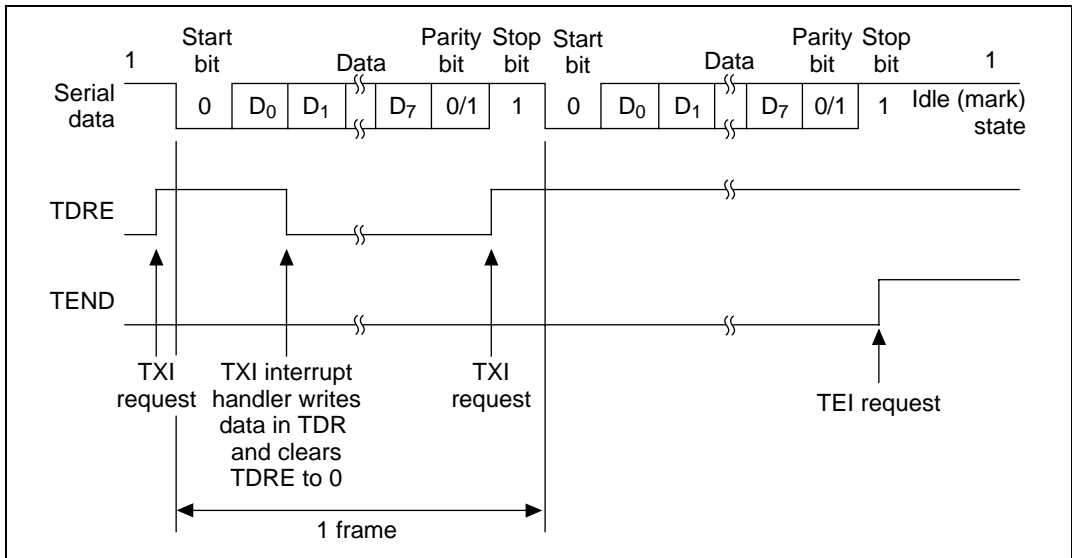 Start bit
Data
Parity bit
Stop bit
Start bit
Data
Parity bit
Stop bit
1
1
Serial data
0
D0
D1
D7
0/1
1
0
D0
D1
D7
0/1
1
Idle (mark) state
TDRE
TEND
TXI request
TXI interrupt
handler writes
data in TDR
and clears
TDRE to 0
TXI request
TEI request
1 frame